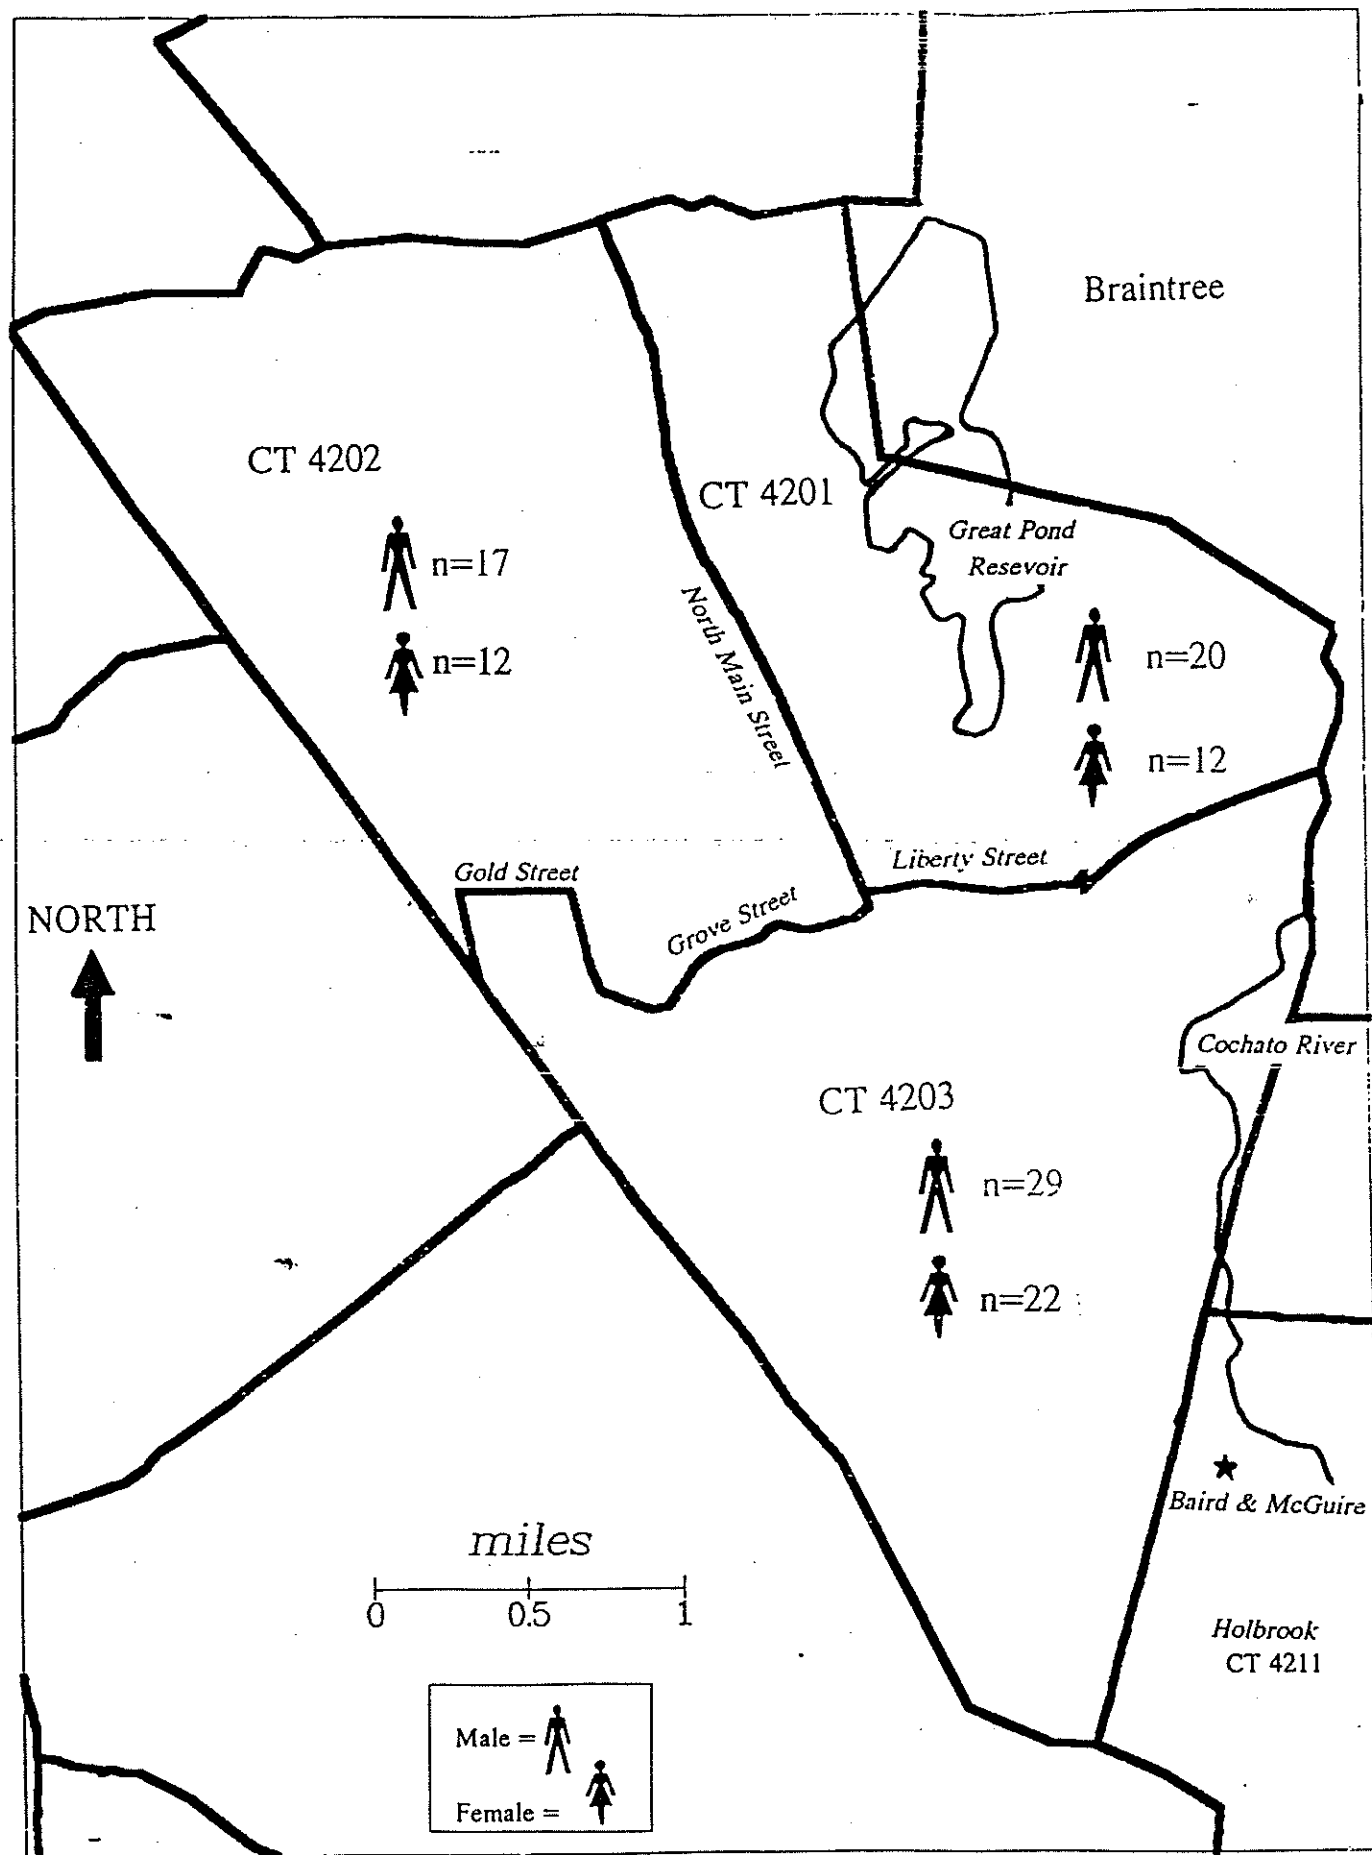 Braintree
CT 4202
CT 4201
n=17
n=12
Great Pond
Resevoir
North Main Street
n=20
n=12
Gold Street
Liberty Street
Grove Street
NORTH
Cochato River
CT 4203
n=29
n=22
Baird & McGuire
miles
0 0.5 1
Holbrook
CT 4211
Male =
Female =